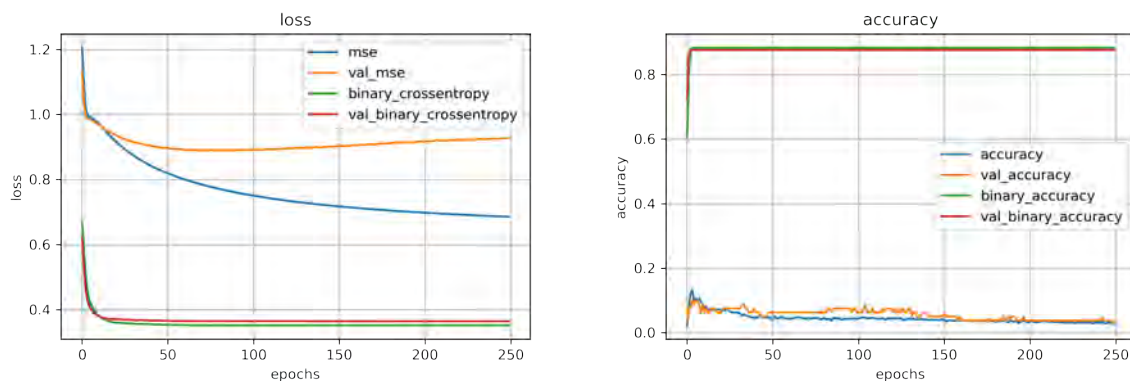 loss
1.2
1.0
0.8
0.6
0.4
loss
mse
val_mse
binary_crossentropy
val_binary_crossentropy
0 50 100 150 200 250
epochs
accuracy
0.8
0.6
0.4
0.2
0.0
accuracy
accuracy
val_accuracy
binary_accuracy
val_binary_accuracy
0 50 100 150 200 250
epochs